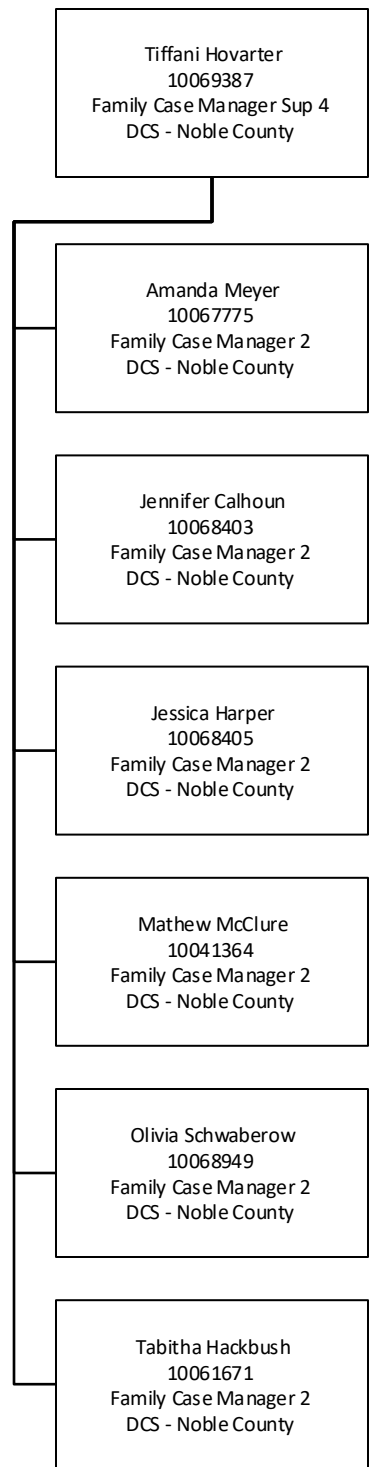 Tiffani Hovarter
10069387
Family Case Manager Sup 4
DCS - Noble County
Amanda Meyer
10067775
Family Case Manager 2
DCS - Noble County
Jennifer Calhoun
10068403
Family Case Manager 2
DCS - Noble County
Jessica Harper
10068405
Family Case Manager 2
DCS - Noble County
Mathew McClure
10041364
Family Case Manager 2
DCS - Noble County
Olivia Schwaberow
10068949
Family Case Manager 2
DCS - Noble County
Tabitha Hackbush
10061671
Family Case Manager 2
DCS - Noble County